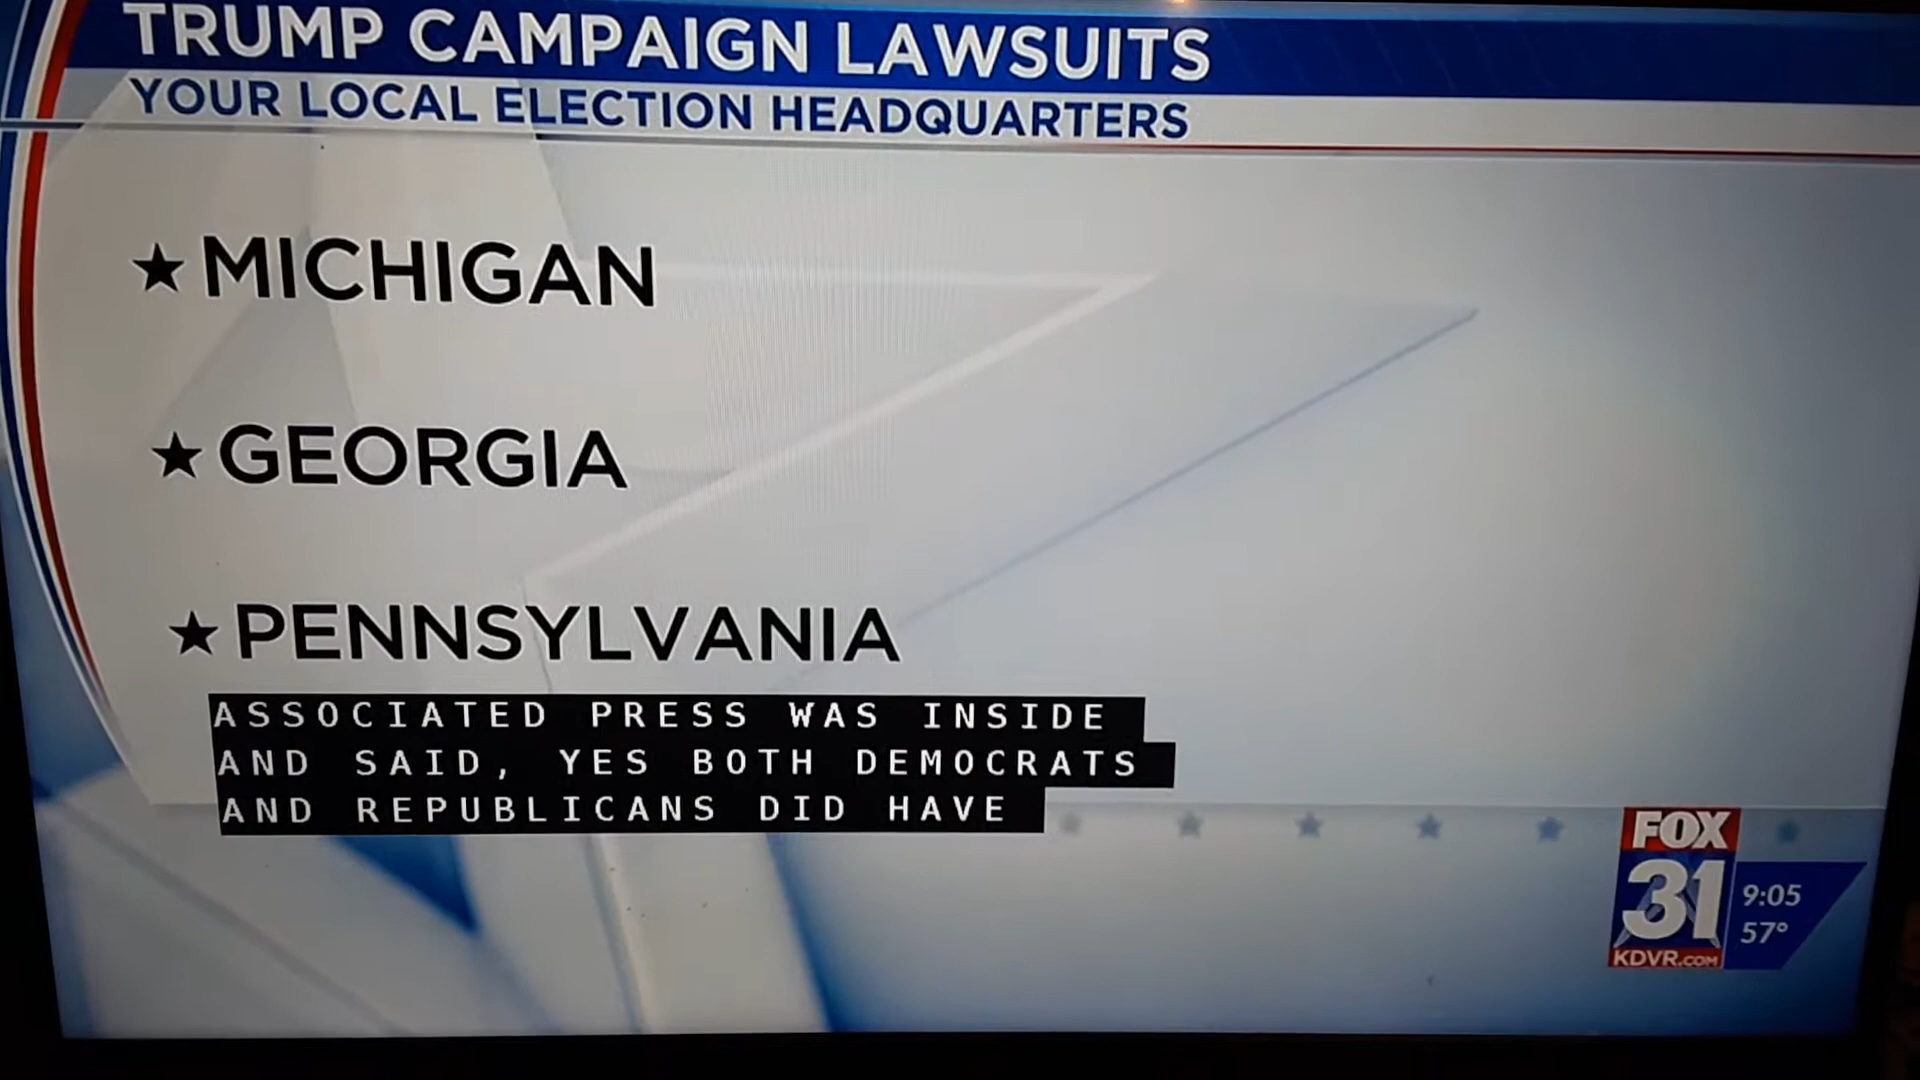 TRUMP CAMPAIGN LAWSUITS
YOUR LOCAL ELECTION HEADQUARTERS
★ MICHIGAN
★ GEORGIA
★ PENNSYLVANIA
ASSOCIATED PRESS WAS INSIDE
AND SAID, YES BOTH DEMOCRATS
AND REPUBLICANS DID HAVE
FOX
31
KDVR.COM
9:05
57°